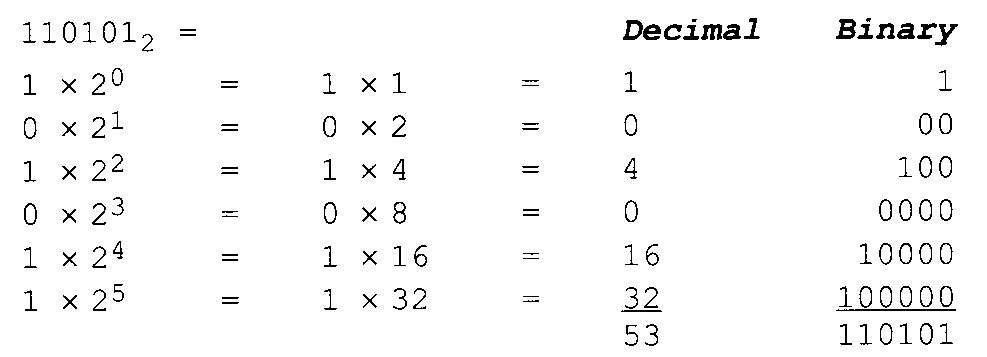 110101₂ = Decimal Binary
1 × 2⁰ = 1 × 1 = 1 1
0 × 2¹ = 0 × 2 = 0 00
1 × 2² = 1 × 4 = 4 100
0 × 2³ = 0 × 8 = 0 0000
1 × 2⁴ = 1 × 16 = 16 10000
1 × 2⁵ = 1 × 32 = 32 100000
53 110101